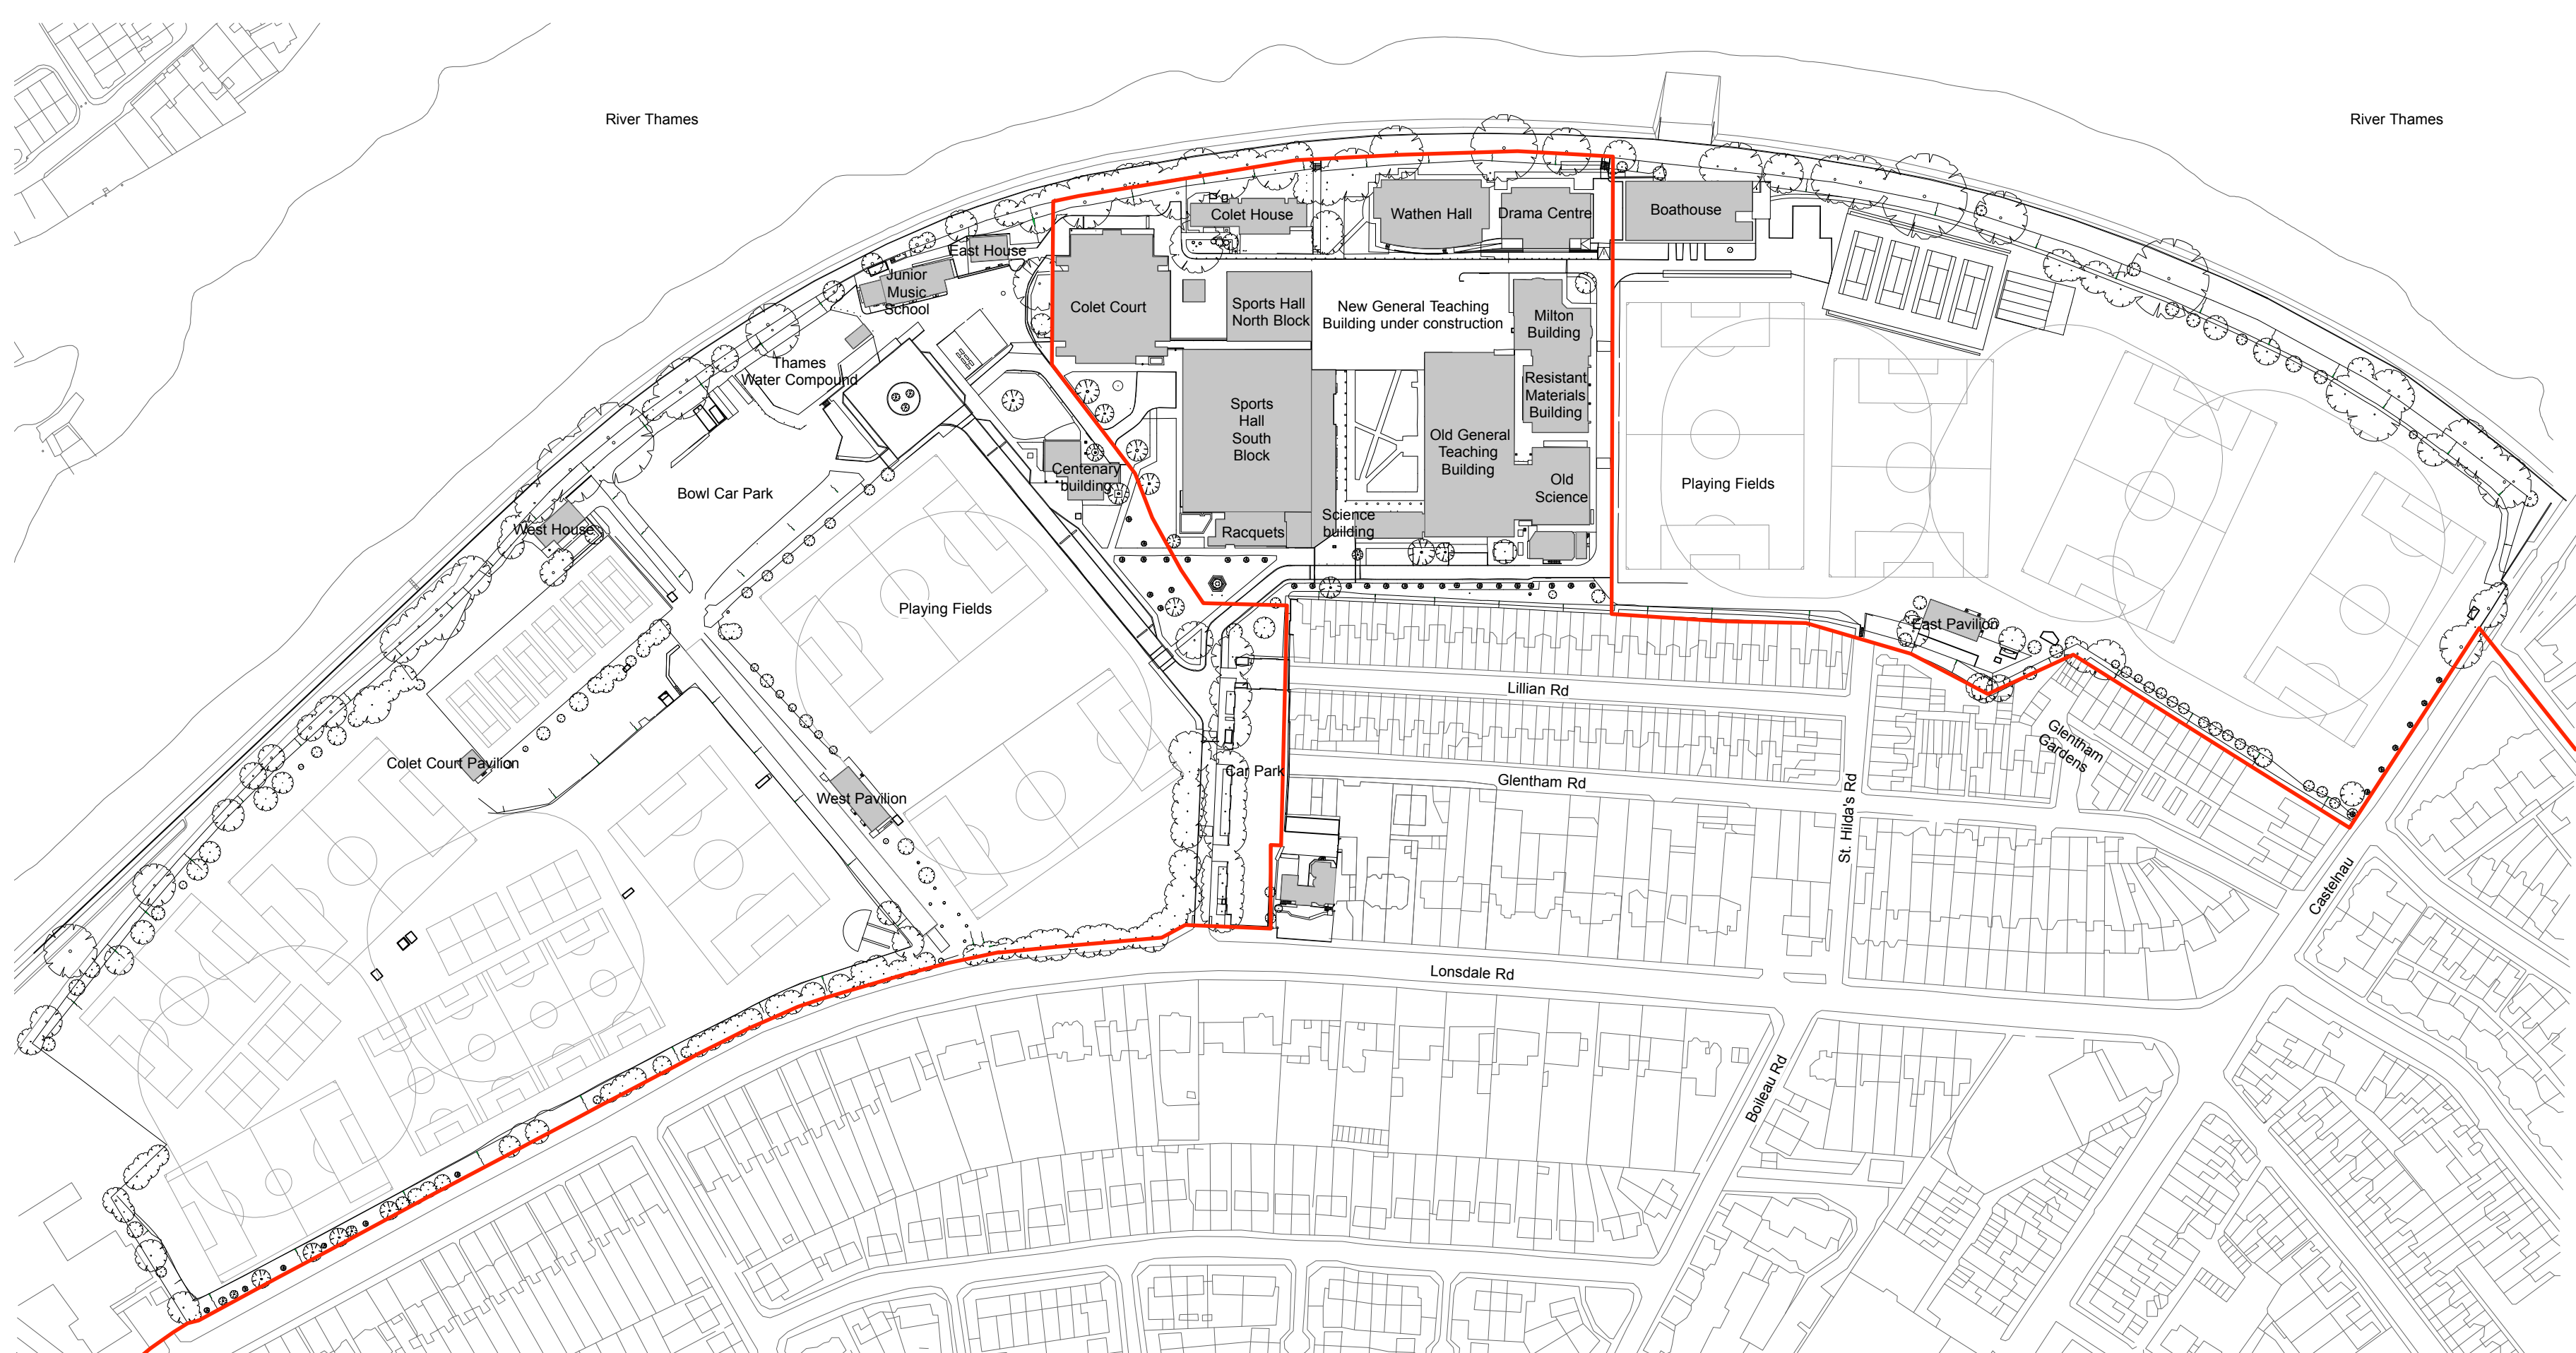 River Thames
River Thames
Colet House
Wathen Hall
Drama Centre
Boathouse
East House
Junior
Music
School
Colet Court
Sports Hall
North Block
New General Teaching
Building under construction
Milton
Building
Thames
Water Compound
Resistant
Materials
Building
Sports
Hall
South
Block
Old General
Teaching
Building
Centenary
building
Old
Science
Playing Fields
Bowl Car Park
West House
Racquets
Science
building
Playing Fields
East Pavilion
Lillian Rd
Glentham
Gardens
Colet Court Pavilion
West Pavilion
Car Park
Glentham Rd
St. Hilda's Rd
Castelnau
Lonsdale Rd
Boileau Rd